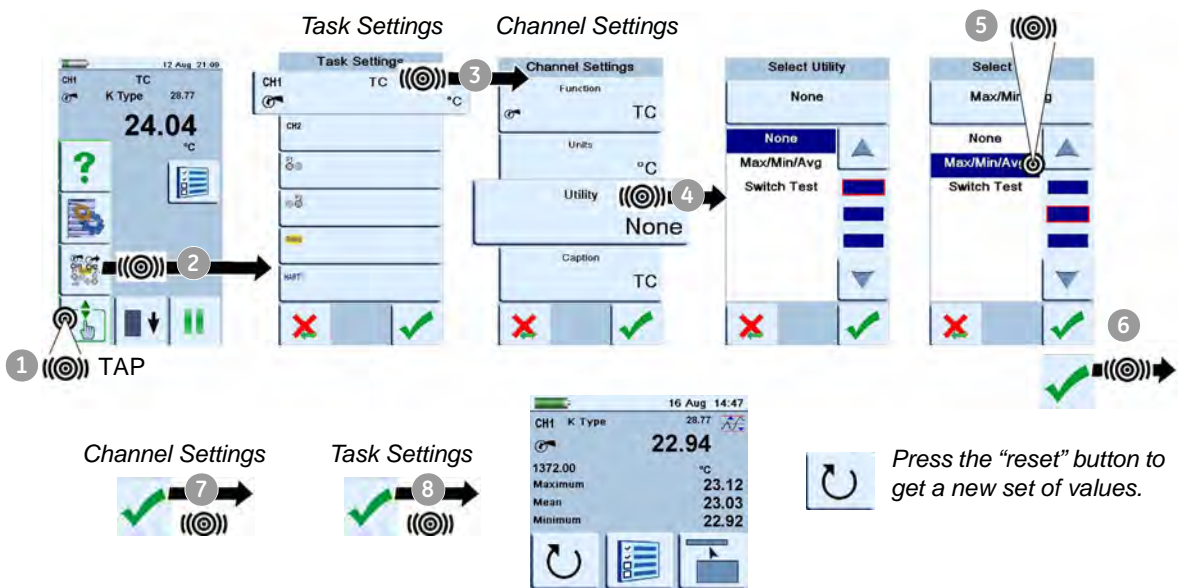 Task Settings
Channel Settings
5
12 Aug 21:09
CH1 TC
K Type 28.77
24.04
°C
?
2
1 TAP
Task Settings
CH1 TC
°C
3
CH2
P1
P2
HART
Channel Settings
Function
TC
Units
°C
Utility
None
4
Caption
TC
Select Utility
None
None
Max/Min/Avg
Switch Test
Select
Max/Min
g
None
Max/Min/Avg
Switch Test
6
Channel Settings
7
Task Settings
8
16 Aug 14:47
CH1 K Type 28.77
22.94
1372.00 °C
Maximum 23.12
Mean 23.03
Minimum 22.92
Press the “reset” button to
get a new set of values.